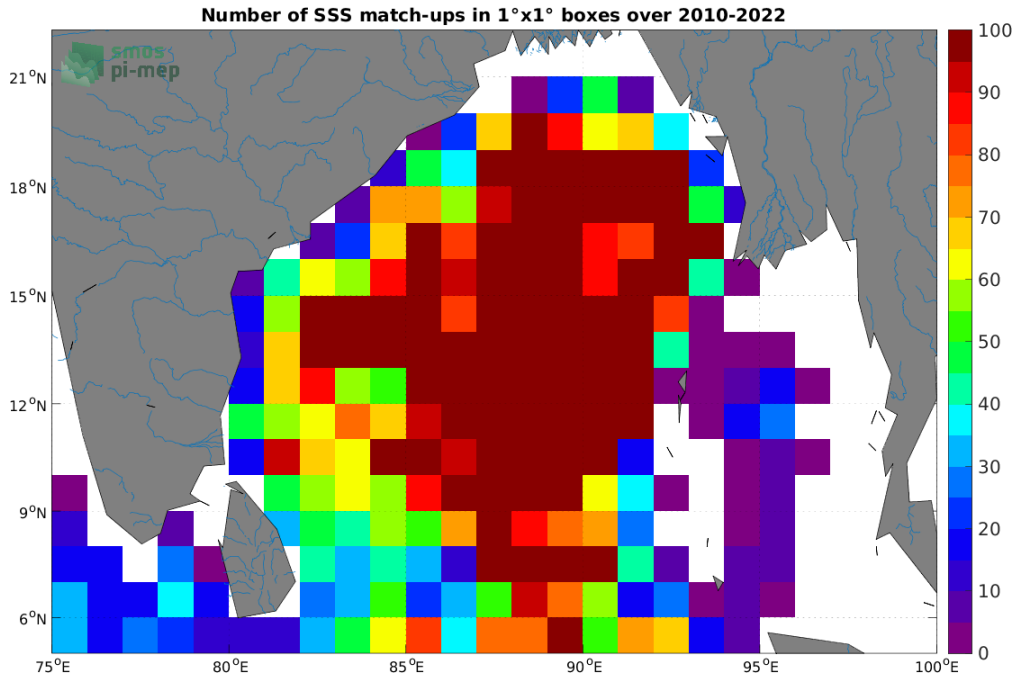 Number of SSS match-ups in 1°x1° boxes over 2010-2022
smos
pi-mep
21°N
18°N
15°N
12°N
9°N
6°N
75°E
80°E
85°E
90°E
95°E
100°E
100
90
80
70
60
50
40
30
20
10
0